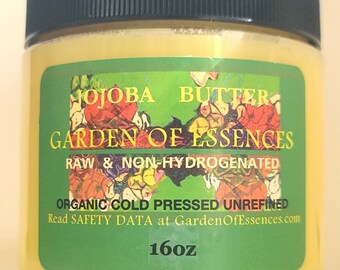 JOJOBA BUTTER
GARDEN OF ESSENCES
RAW & NON-HYDROGENATED
ORGANIC COLD PRESSED UNREFINED
Read SAFETY DATA at GardenOfEssences.com
16oz